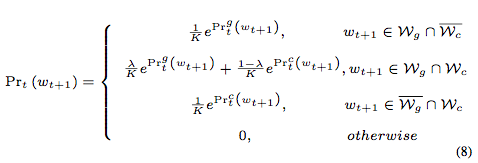 1/K e^{Pr_t^g(w_{t+1})}, w_{t+1} ∈ 𝒲_g ∩ \overline{𝒲_c}
Pr_t (w_{t+1}) = { λ/K e^{Pr_t^g(w_{t+1})} + 1−λ/K e^{Pr_t^c(w_{t+1})}, w_{t+1} ∈ 𝒲_g ∩ 𝒲_c
1/K e^{Pr_t^c(w_{t+1})}, w_{t+1} ∈ \overline{𝒲_g} ∩ 𝒲_c
0, otherwise
(8)